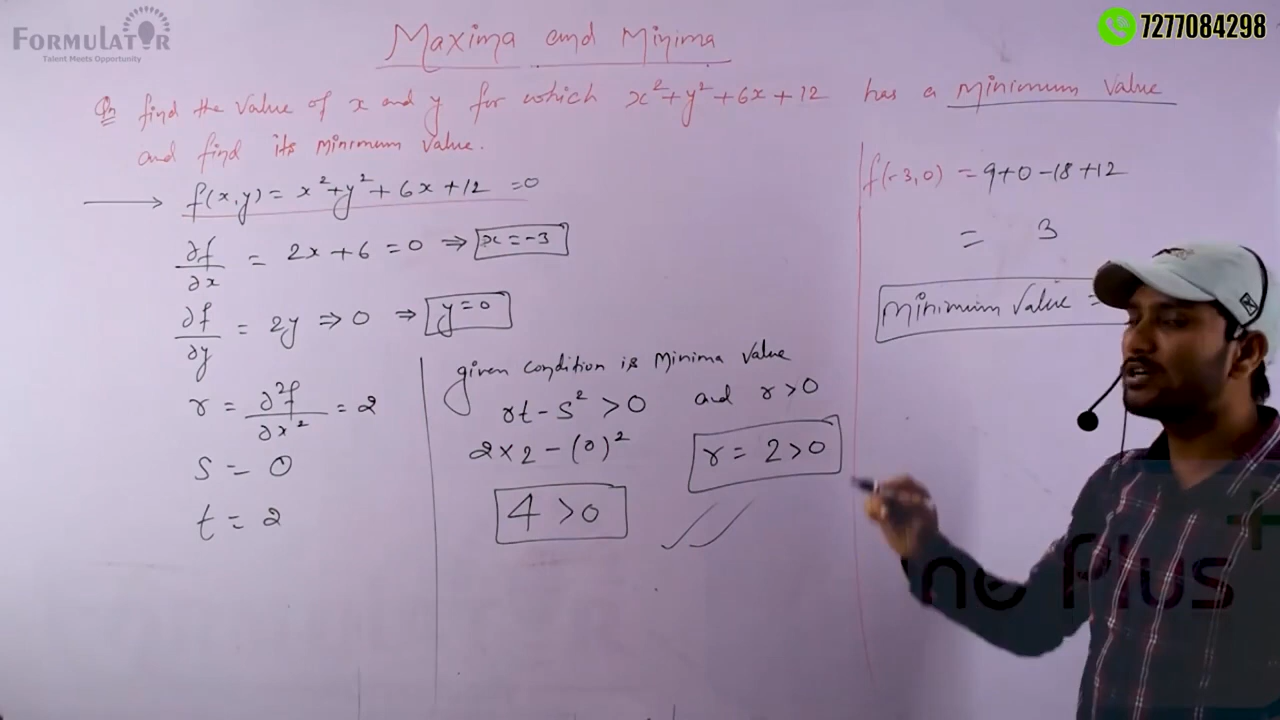 FORMULATOR
Talent Meets Opportunity
7277084298
Maxima and Minima
Qn find the value of x and y for which x²+y²+6x+12 has a Minimum value
and find its minimum value.
f(x,y) = x²+y²+6x+12 =0
∂f/∂x = 2x+6 =0 ⇒ x=-3
∂f/∂y = 2y ⇒ 0 ⇒ y=0
r = ∂²f/∂x² = 2
s = 0
t = 2
given condition is Minima value
rt-s² >0 and r>0
2×2-(0)²
r = 2>0
4 >0
f(-3,0) = 9+0-18+12
= 3
Minimum value =
ne Plus+